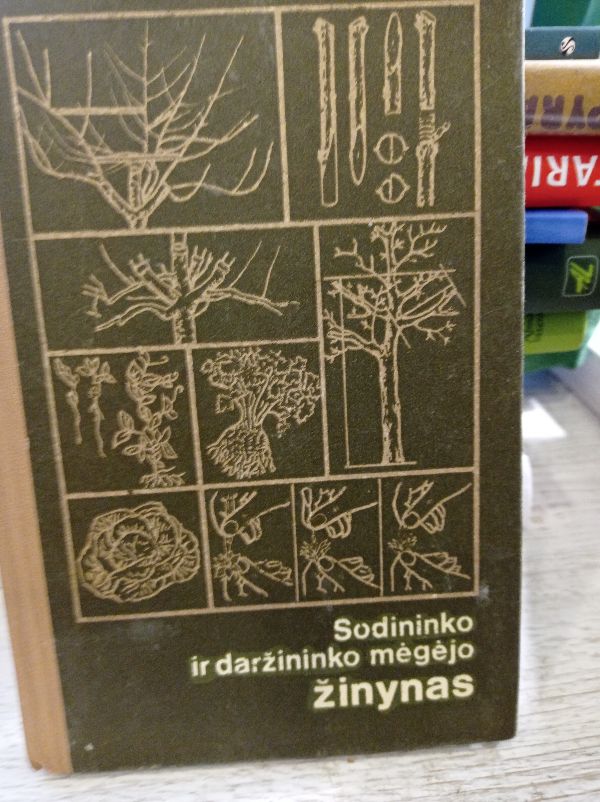 Sodininko
ir daržininko mėgėjo
žinynas